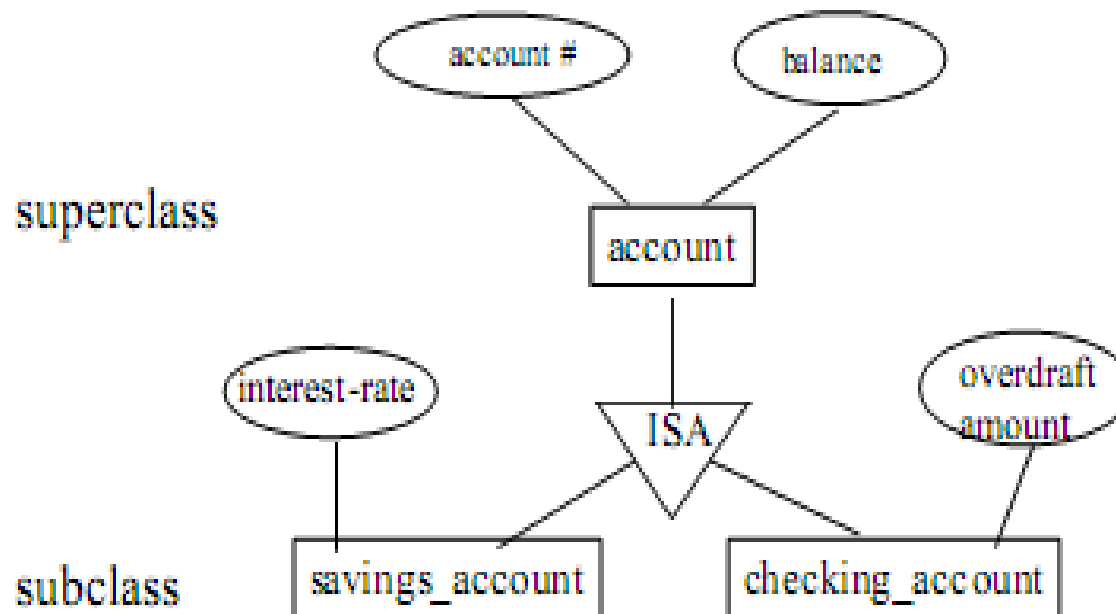 account #
balance
superclass
account
interest-rate
overdraft
amount
ISA
subclass
savings_account
checking_account